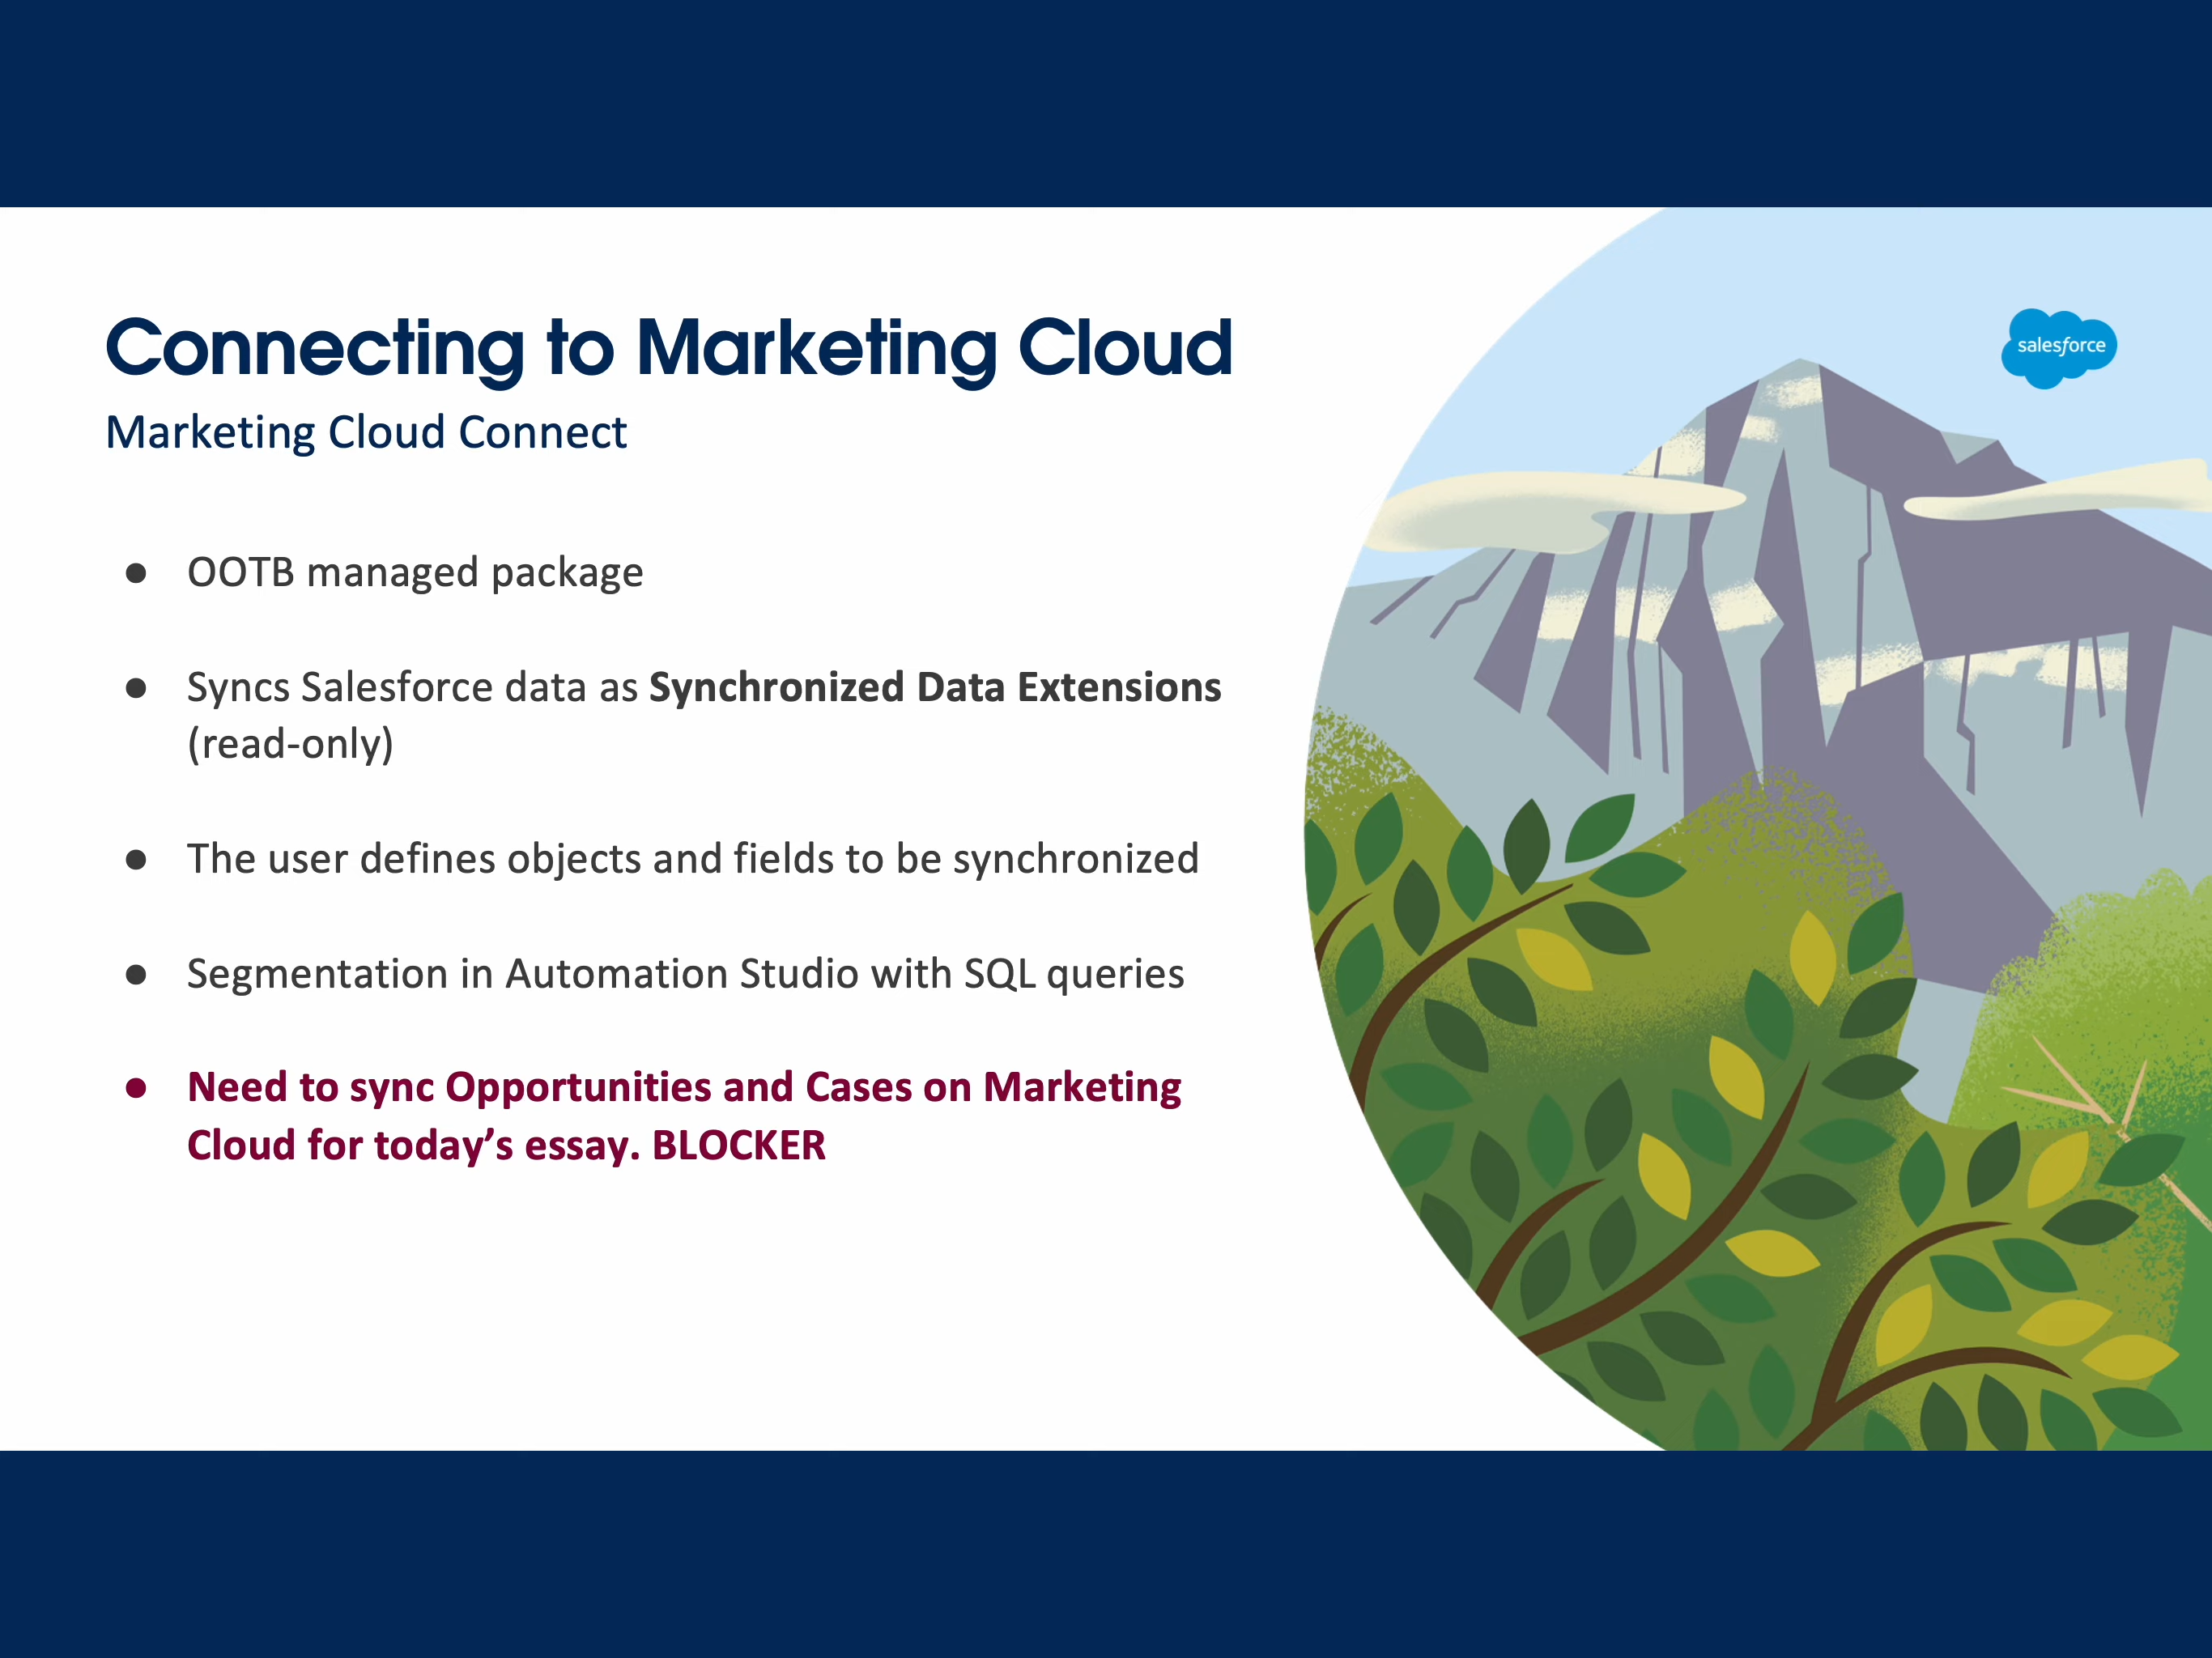 Connecting to Marketing Cloud
salesforce
Marketing Cloud Connect
● OOTB managed package
● Syncs Salesforce data as Synchronized Data Extensions
(read-only)
● The user defines objects and fields to be synchronized
● Segmentation in Automation Studio with SQL queries
● Need to sync Opportunities and Cases on Marketing
Cloud for today’s essay. BLOCKER